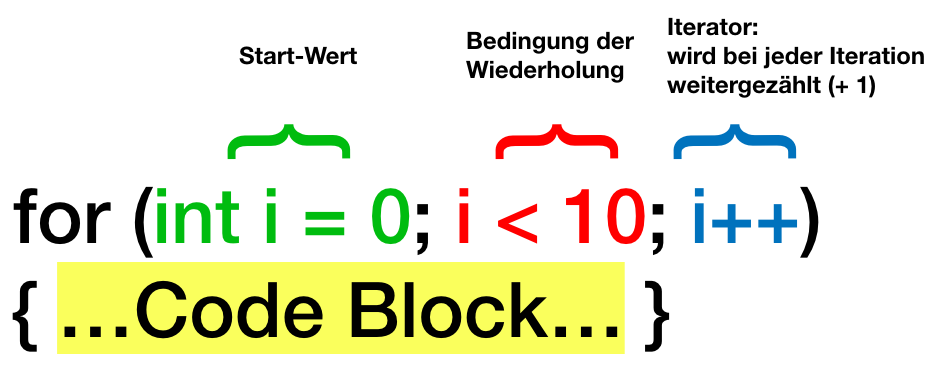 Start-Wert
Bedingung der
Wiederholung
Iterator:
wird bei jeder Iteration
weitergezählt (+ 1)
for (int i = 0; i < 10; i++)
{ ...Code Block... }